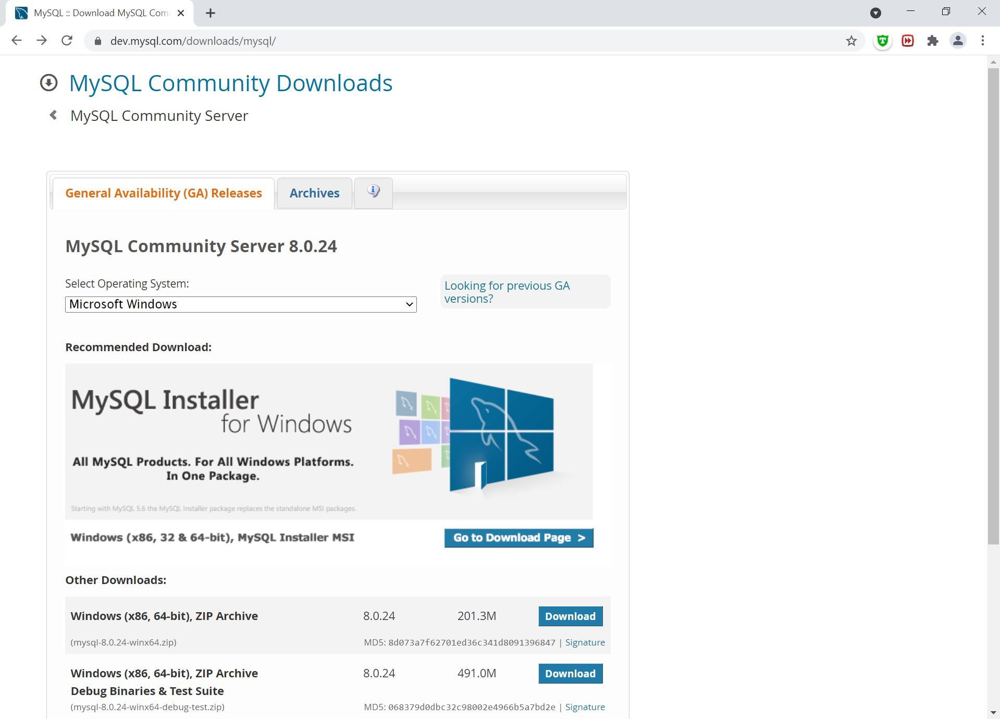 MySQL :: Download MySQL Com
dev.mysql.com/downloads/mysql/
MySQL Community Downloads
MySQL Community Server
General Availability (GA) Releases
Archives
MySQL Community Server 8.0.24
Select Operating System:
Microsoft Windows
Looking for previous GA
versions?
Recommended Download:
MySQL Installer
for Windows
All MySQL Products. For All Windows Platforms.
In One Package.
Starting with MySQL 5.6 the MySQL Installer package replaces the standalone MSI packages.
Windows (x86, 32 & 64-bit), MySQL Installer MSI
Go to Download Page >
Other Downloads:
Windows (x86, 64-bit), ZIP Archive 8.0.24 201.3M Download
(mysql-8.0.24-winx64.zip) MD5: 8d073a7f62701ed36c341d8091396847 | Signature
Windows (x86, 64-bit), ZIP Archive 8.0.24 491.0M Download
Debug Binaries & Test Suite
(mysql-8.0.24-winx64-debug-test.zip) MD5: 068379d0dbc32c98002e4966b5a7bd2e | Signature